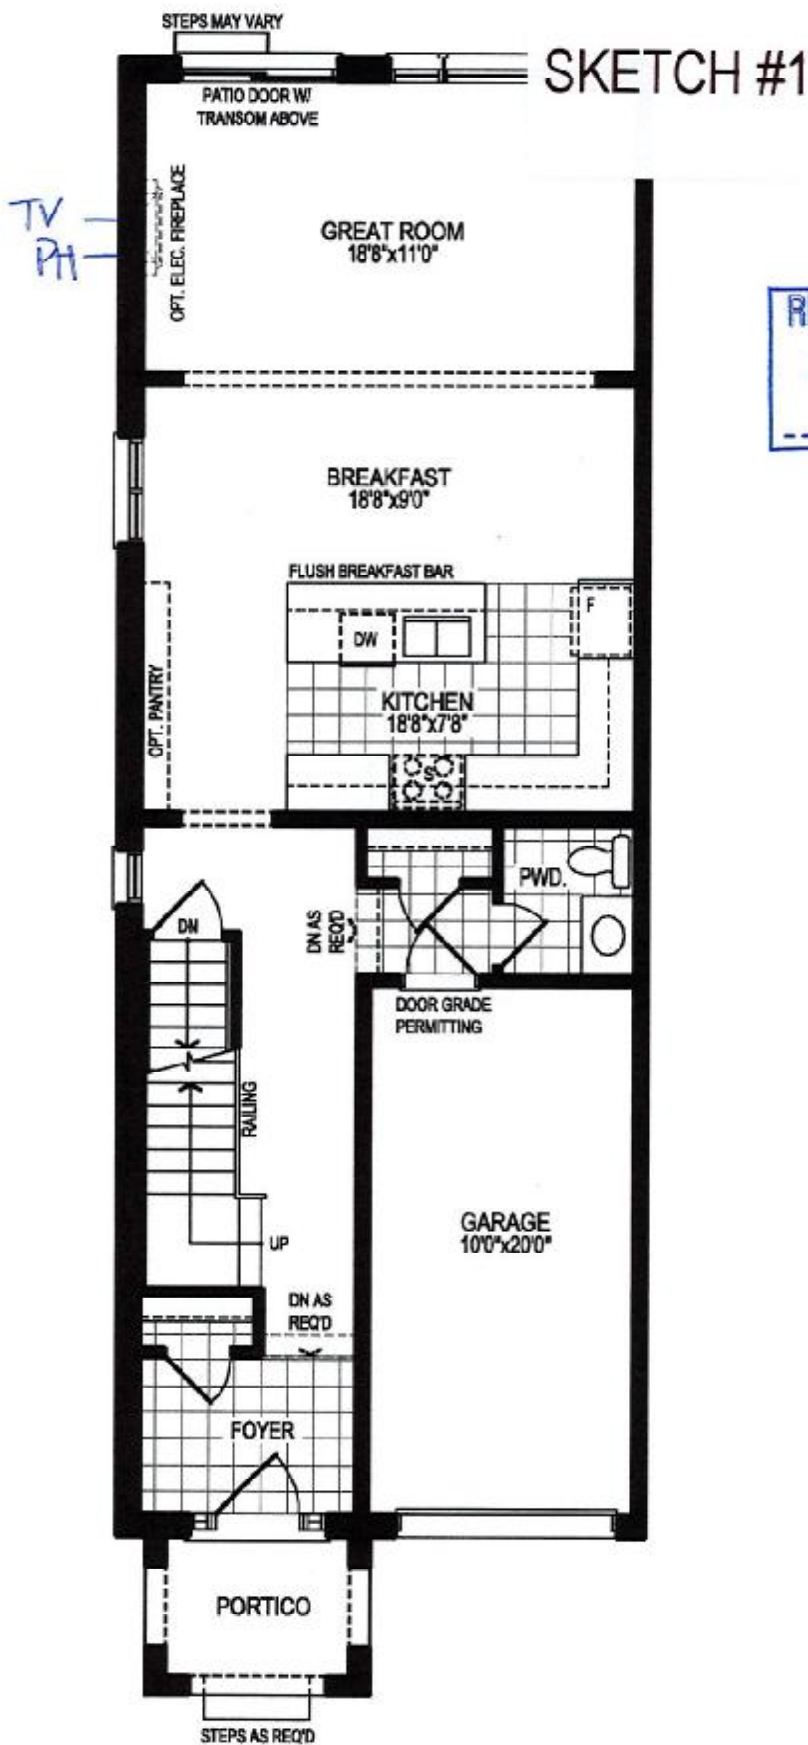 STEPS MAY VARY
SKETCH #1
PATIO DOOR W/
TRANSOM ABOVE
TV
PH
OPT. ELEC. FIREPLACE
GREAT ROOM
18'8"x11'0"
R
BREAKFAST
18'8"x9'0"
FLUSH BREAKFAST BAR
F
DW
OPT. PANTRY
KITCHEN
18'8"x7'8"
S
PWD.
DN
DN AS
REQ'D
DOOR GRADE
PERMITTING
RAILING
GARAGE
10'0"x20'0"
UP
DN AS
REQ'D
FOYER
PORTICO
STEPS AS REQ'D